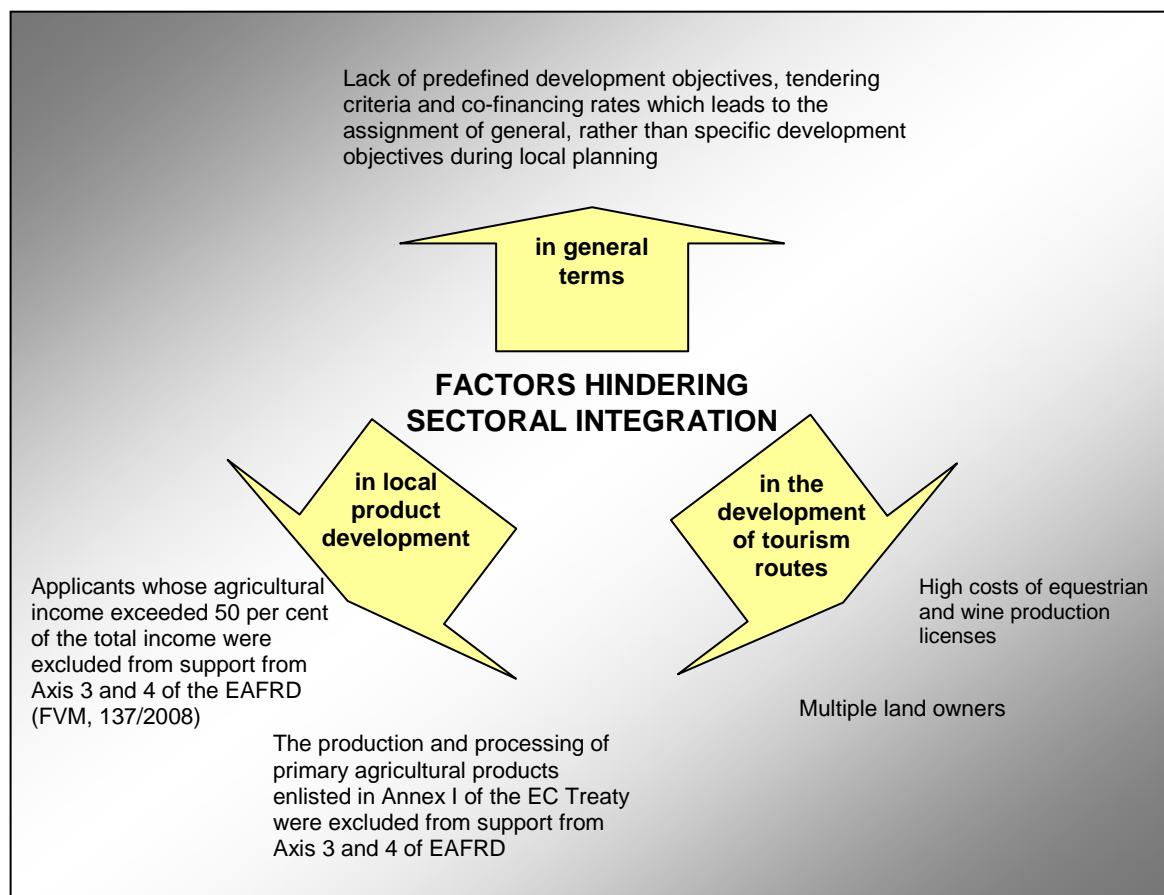 Lack of predefined development objectives, tendering
criteria and co-financing rates which leads to the
assignment of general, rather than specific development
objectives during local planning
in general
terms
FACTORS HINDERING
SECTORAL INTEGRATION
in local
product
development
in the
development
of tourism
routes
Applicants whose agricultural
income exceeded 50 per cent
of the total income were
excluded from support from
Axis 3 and 4 of the EAFRD
(FVM, 137/2008)
High costs of equestrian
and wine production
licenses
Multiple land owners
The production and processing of
primary agricultural products
enlisted in Annex I of the EC Treaty
were excluded from support from
Axis 3 and 4 of EAFRD